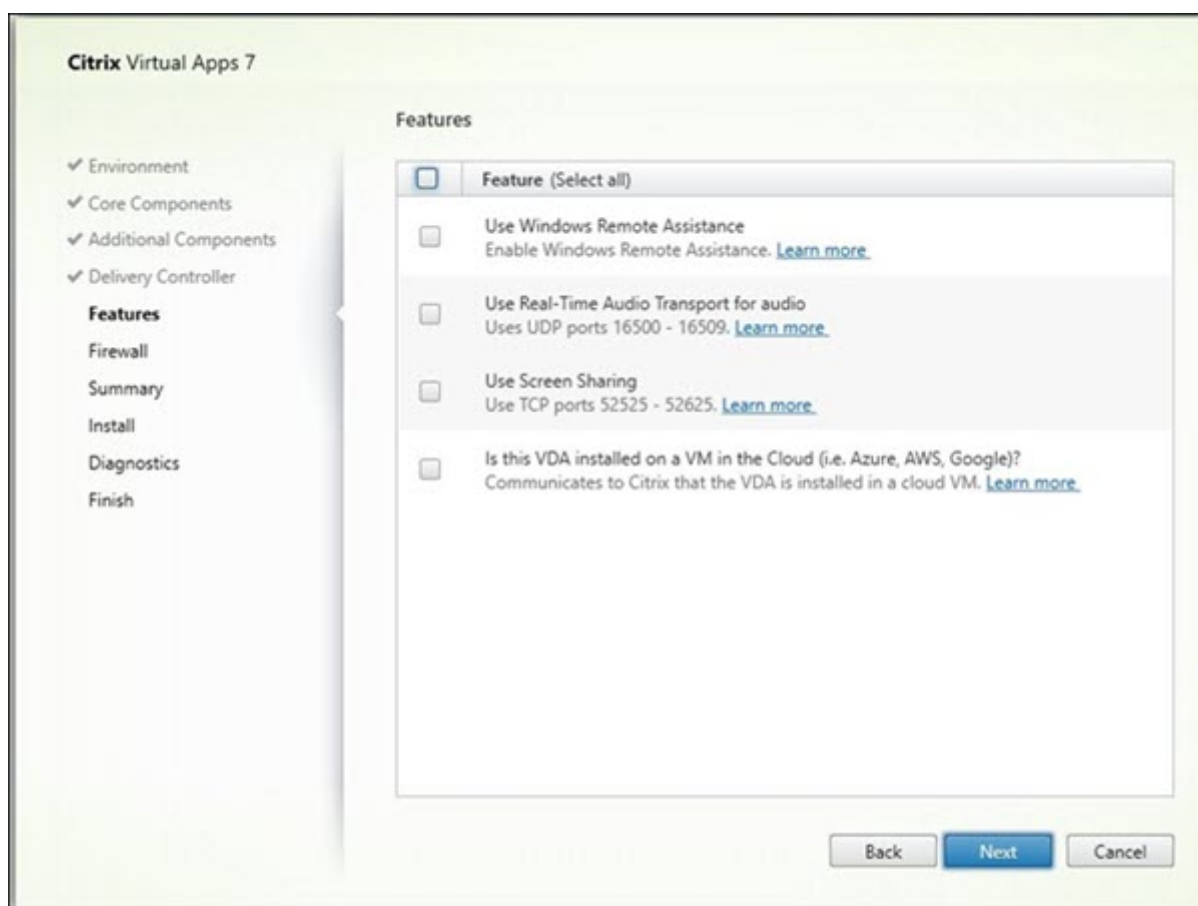 Citrix Virtual Apps 7
Features
Environment
Core Components
Additional Components
Delivery Controller
Features
Firewall
Summary
Install
Diagnostics
Finish
Feature (Select all)
Use Windows Remote Assistance
Enable Windows Remote Assistance. Learn more
Use Real-Time Audio Transport for audio
Uses UDP ports 16500 - 16509. Learn more
Use Screen Sharing
Use TCP ports 52525 - 52625. Learn more
Is this VDA installed on a VM in the Cloud (i.e. Azure, AWS, Google)?
Communicates to Citrix that the VDA is installed in a cloud VM. Learn more
Back Next Cancel